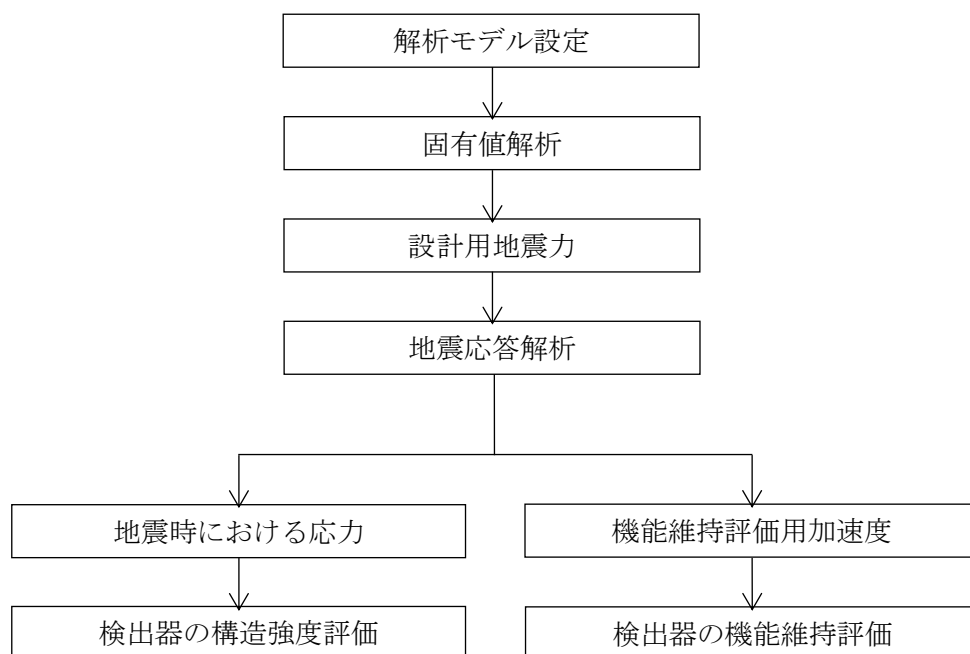 解析モデル設定
固有値解析
設計用地震力
地震応答解析
地震時における応力
機能維持評価用加速度
検出器の構造強度評価
検出器の機能維持評価